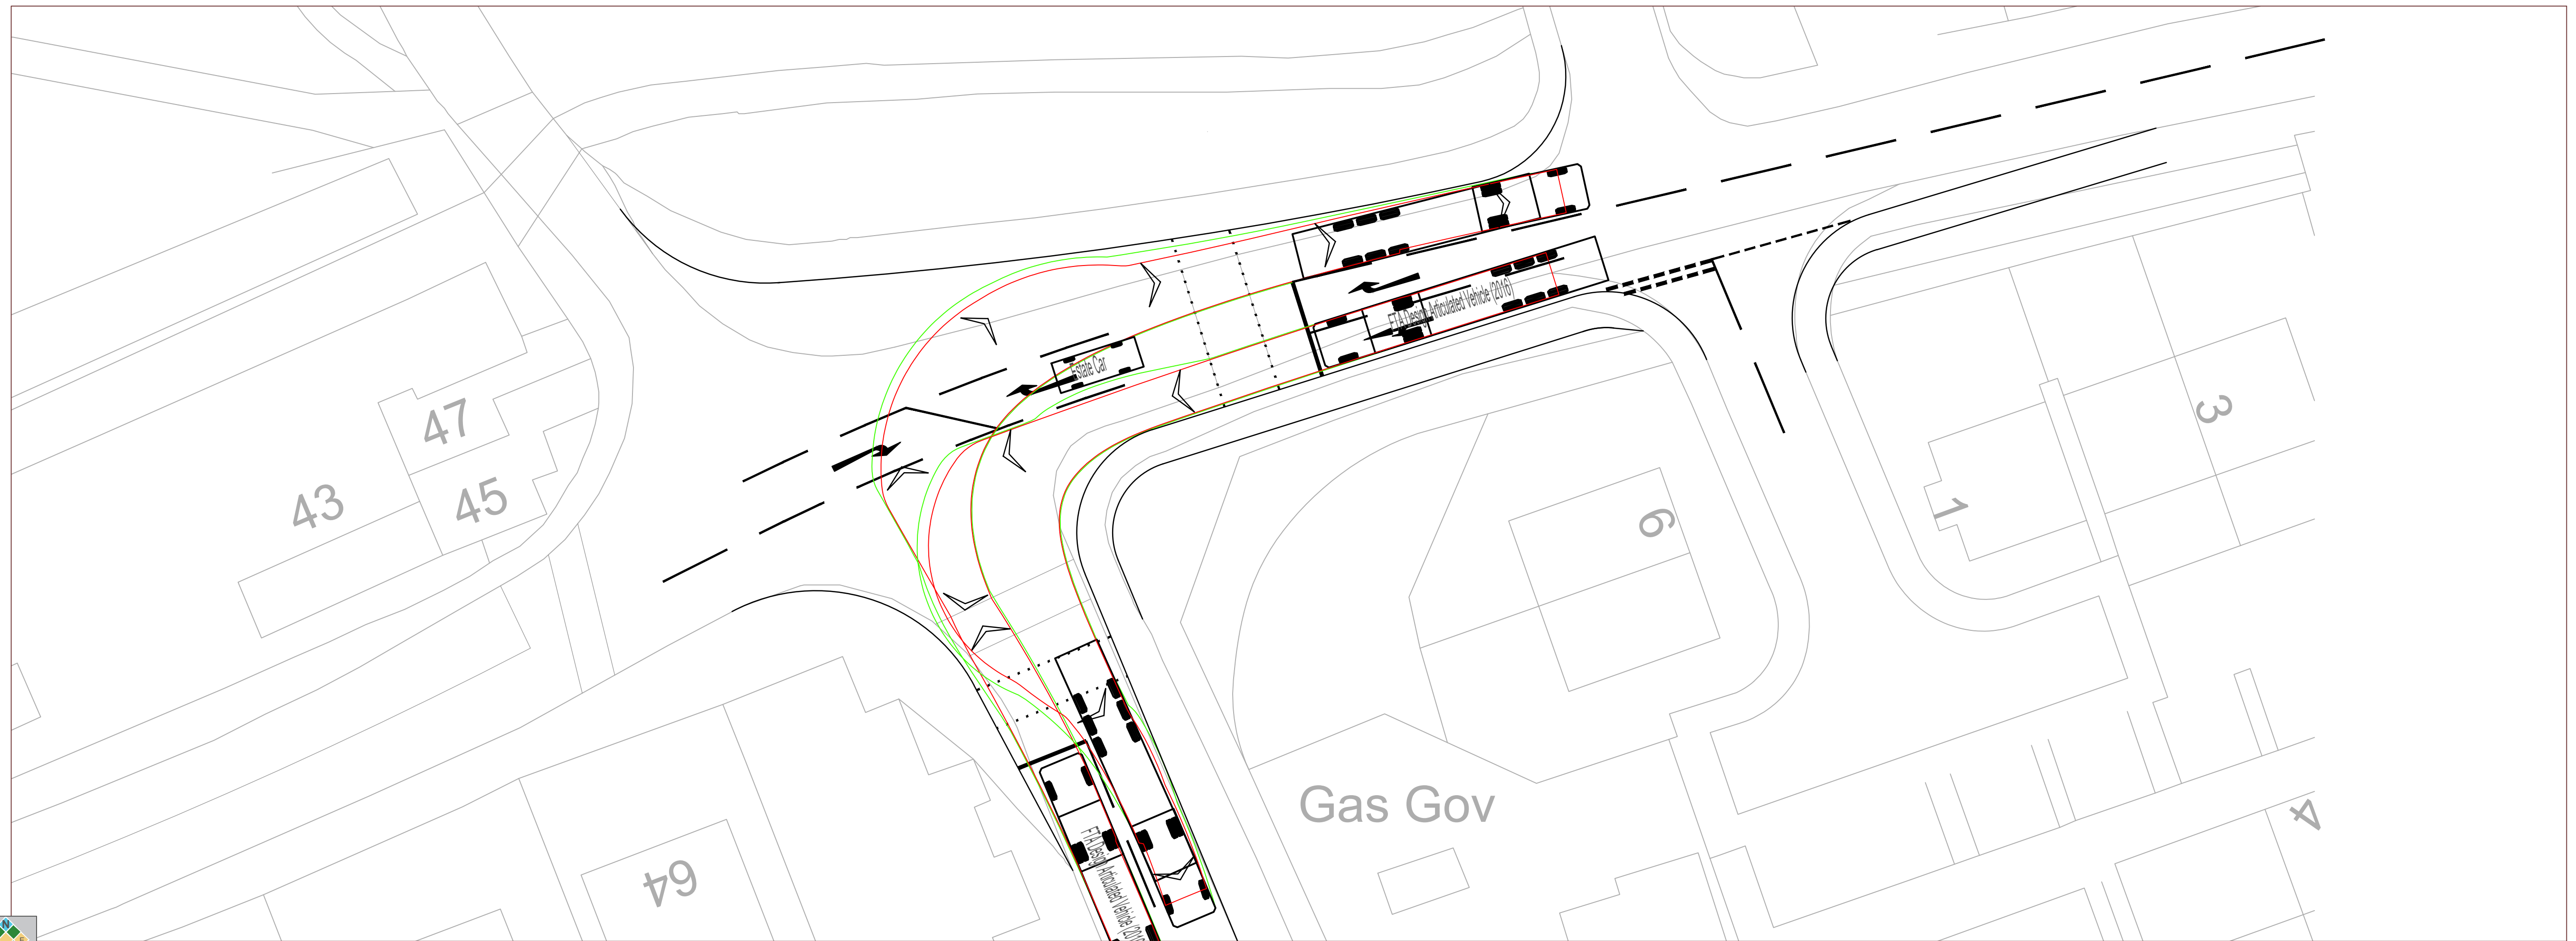 FTA Design Articulated Vehicle (2016)
Estate Car
47
3
43
45
6
1
Gas Gov
4
64
FTA Design Articulated Vehicle (2016
N